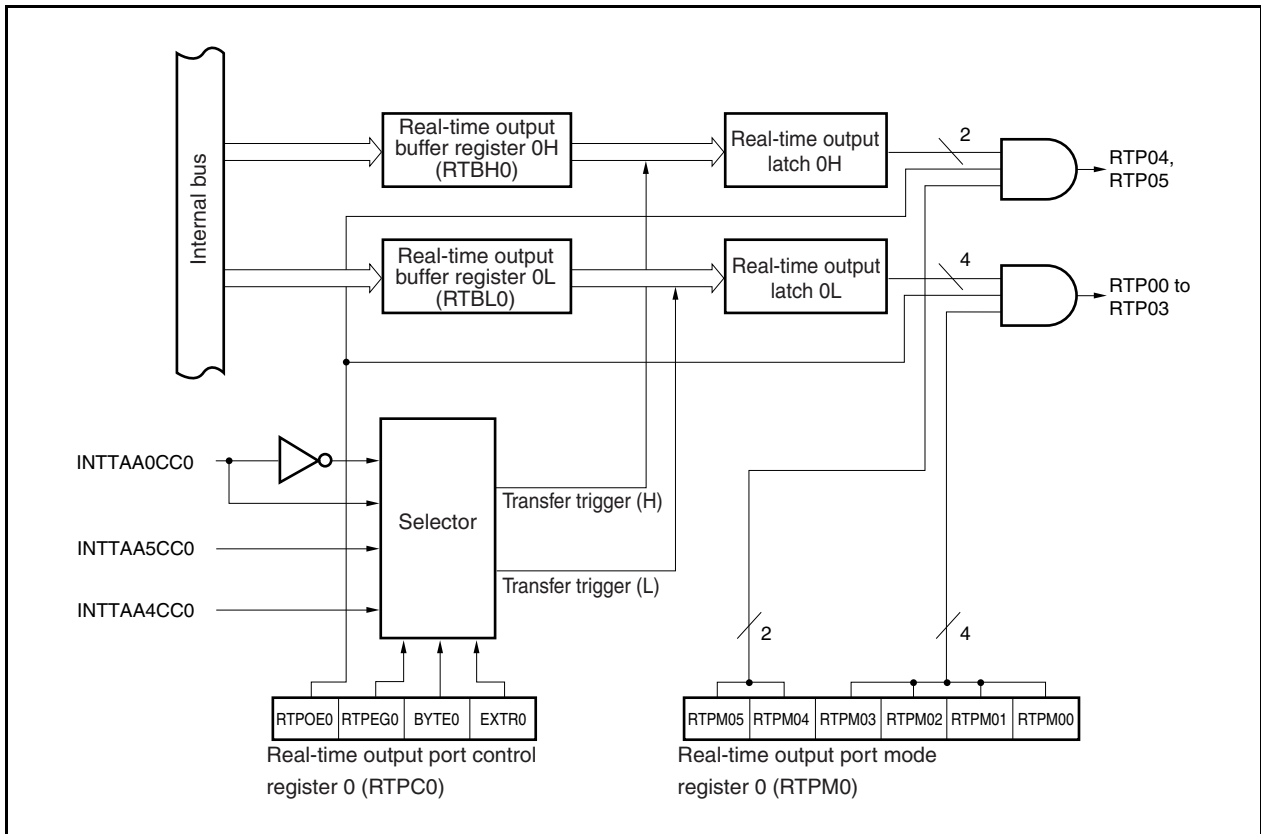 Internal bus
Real-time output
buffer register 0H
(RTBH0)
Real-time output
latch 0H
2
RTP04,
RTP05
Real-time output
buffer register 0L
(RTBL0)
Real-time output
latch 0L
4
RTP00 to
RTP03
INTTAA0CC0
INTTAA5CC0
INTTAA4CC0
Selector
Transfer trigger (H)
Transfer trigger (L)
2
4
RTPOE0 RTPEG0 BYTE0 EXTR0
Real-time output port control
register 0 (RTPC0)
RTPM05 RTPM04 RTPM03 RTPM02 RTPM01 RTPM00
Real-time output port mode
register 0 (RTPM0)